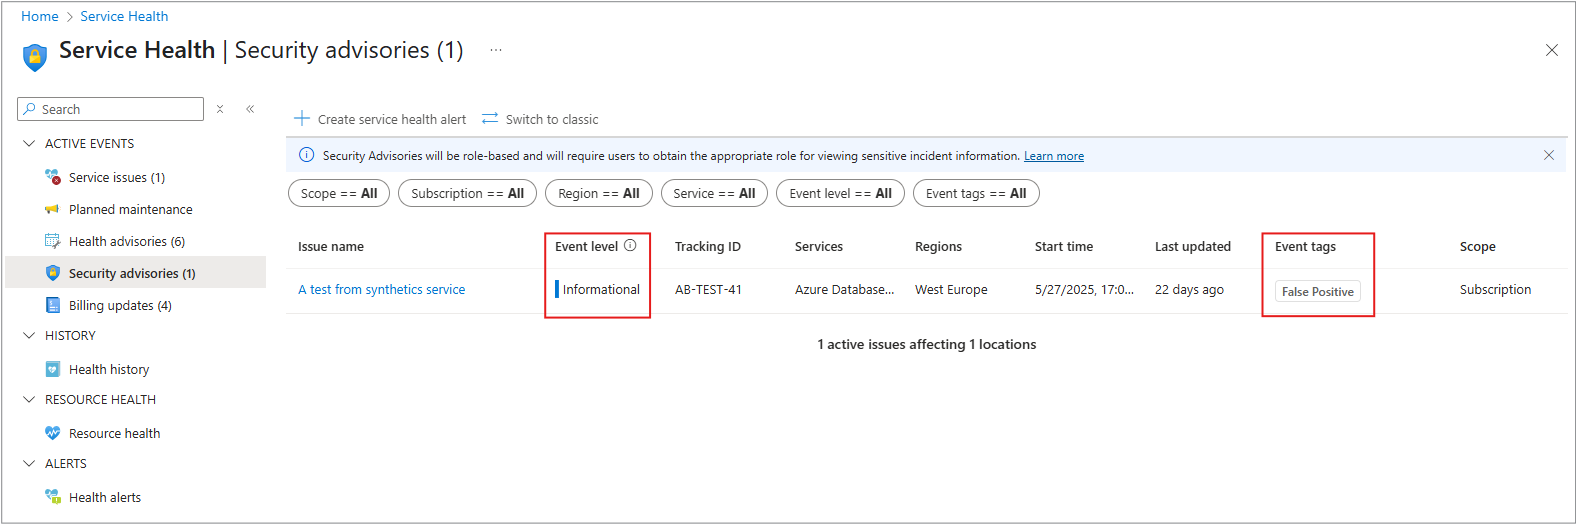 Home > Service Health
Service Health | Security advisories (1) ...
Search
ACTIVE EVENTS
Service issues (1)
Planned maintenance
Health advisories (6)
Security advisories (1)
Billing updates (4)
HISTORY
Health history
RESOURCE HEALTH
Resource health
ALERTS
Health alerts
Create service health alert Switch to classic
Security Advisories will be role-based and will require users to obtain the appropriate role for viewing sensitive incident information. Learn more
Scope == All Subscription == All Region == All Service == All Event level == All Event tags == All
Issue name Event level Tracking ID Services Regions Start time Last updated Event tags Scope
A test from synthetics service Informational AB-TEST-41 Azure Database... West Europe 5/27/2025, 17:0... 22 days ago False Positive Subscription
1 active issues affecting 1 locations